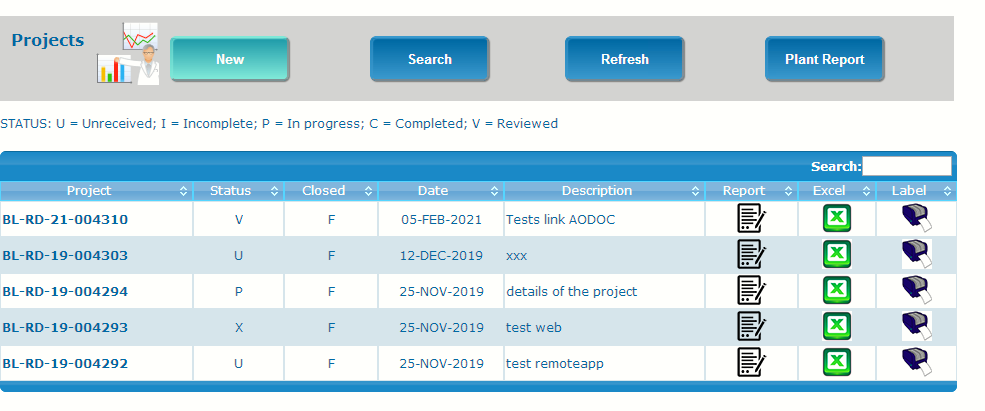 Projects New Search Refresh Plant Report
STATUS: U = Unreceived; I = Incomplete; P = In progress; C = Completed; V = Reviewed
Search:
Project Status Closed Date Description Report Excel Label
BL-RD-21-004310 V F 05-FEB-2021 Tests link AODOC
BL-RD-19-004303 U F 12-DEC-2019 xxx
BL-RD-19-004294 P F 25-NOV-2019 details of the project
BL-RD-19-004293 X F 25-NOV-2019 test web
BL-RD-19-004292 U F 25-NOV-2019 test remoteapp